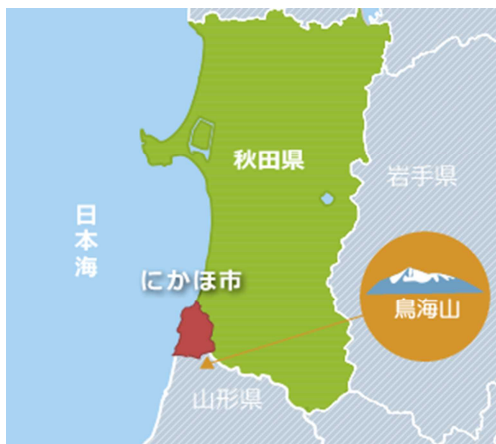 秋田県
岩手県
日本海
にかほ市
鳥海山
山形県